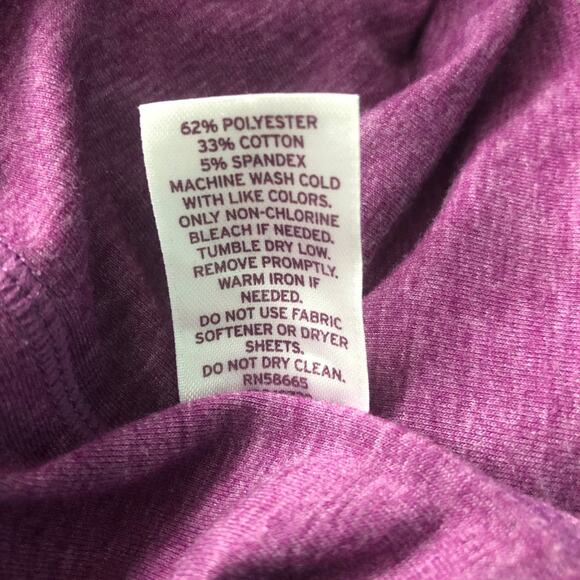 62% POLYESTER
33% COTTON
5% SPANDEX
MACHINE WASH COLD
WITH LIKE COLORS.
ONLY NON-CHLORINE
BLEACH IF NEEDED.
TUMBLE DRY LOW.
REMOVE PROMPTLY.
WARM IRON IF
NEEDED.
DO NOT USE FABRIC
SOFTENER OR DRYER
SHEETS.
DO NOT DRY CLEAN.
RN58665